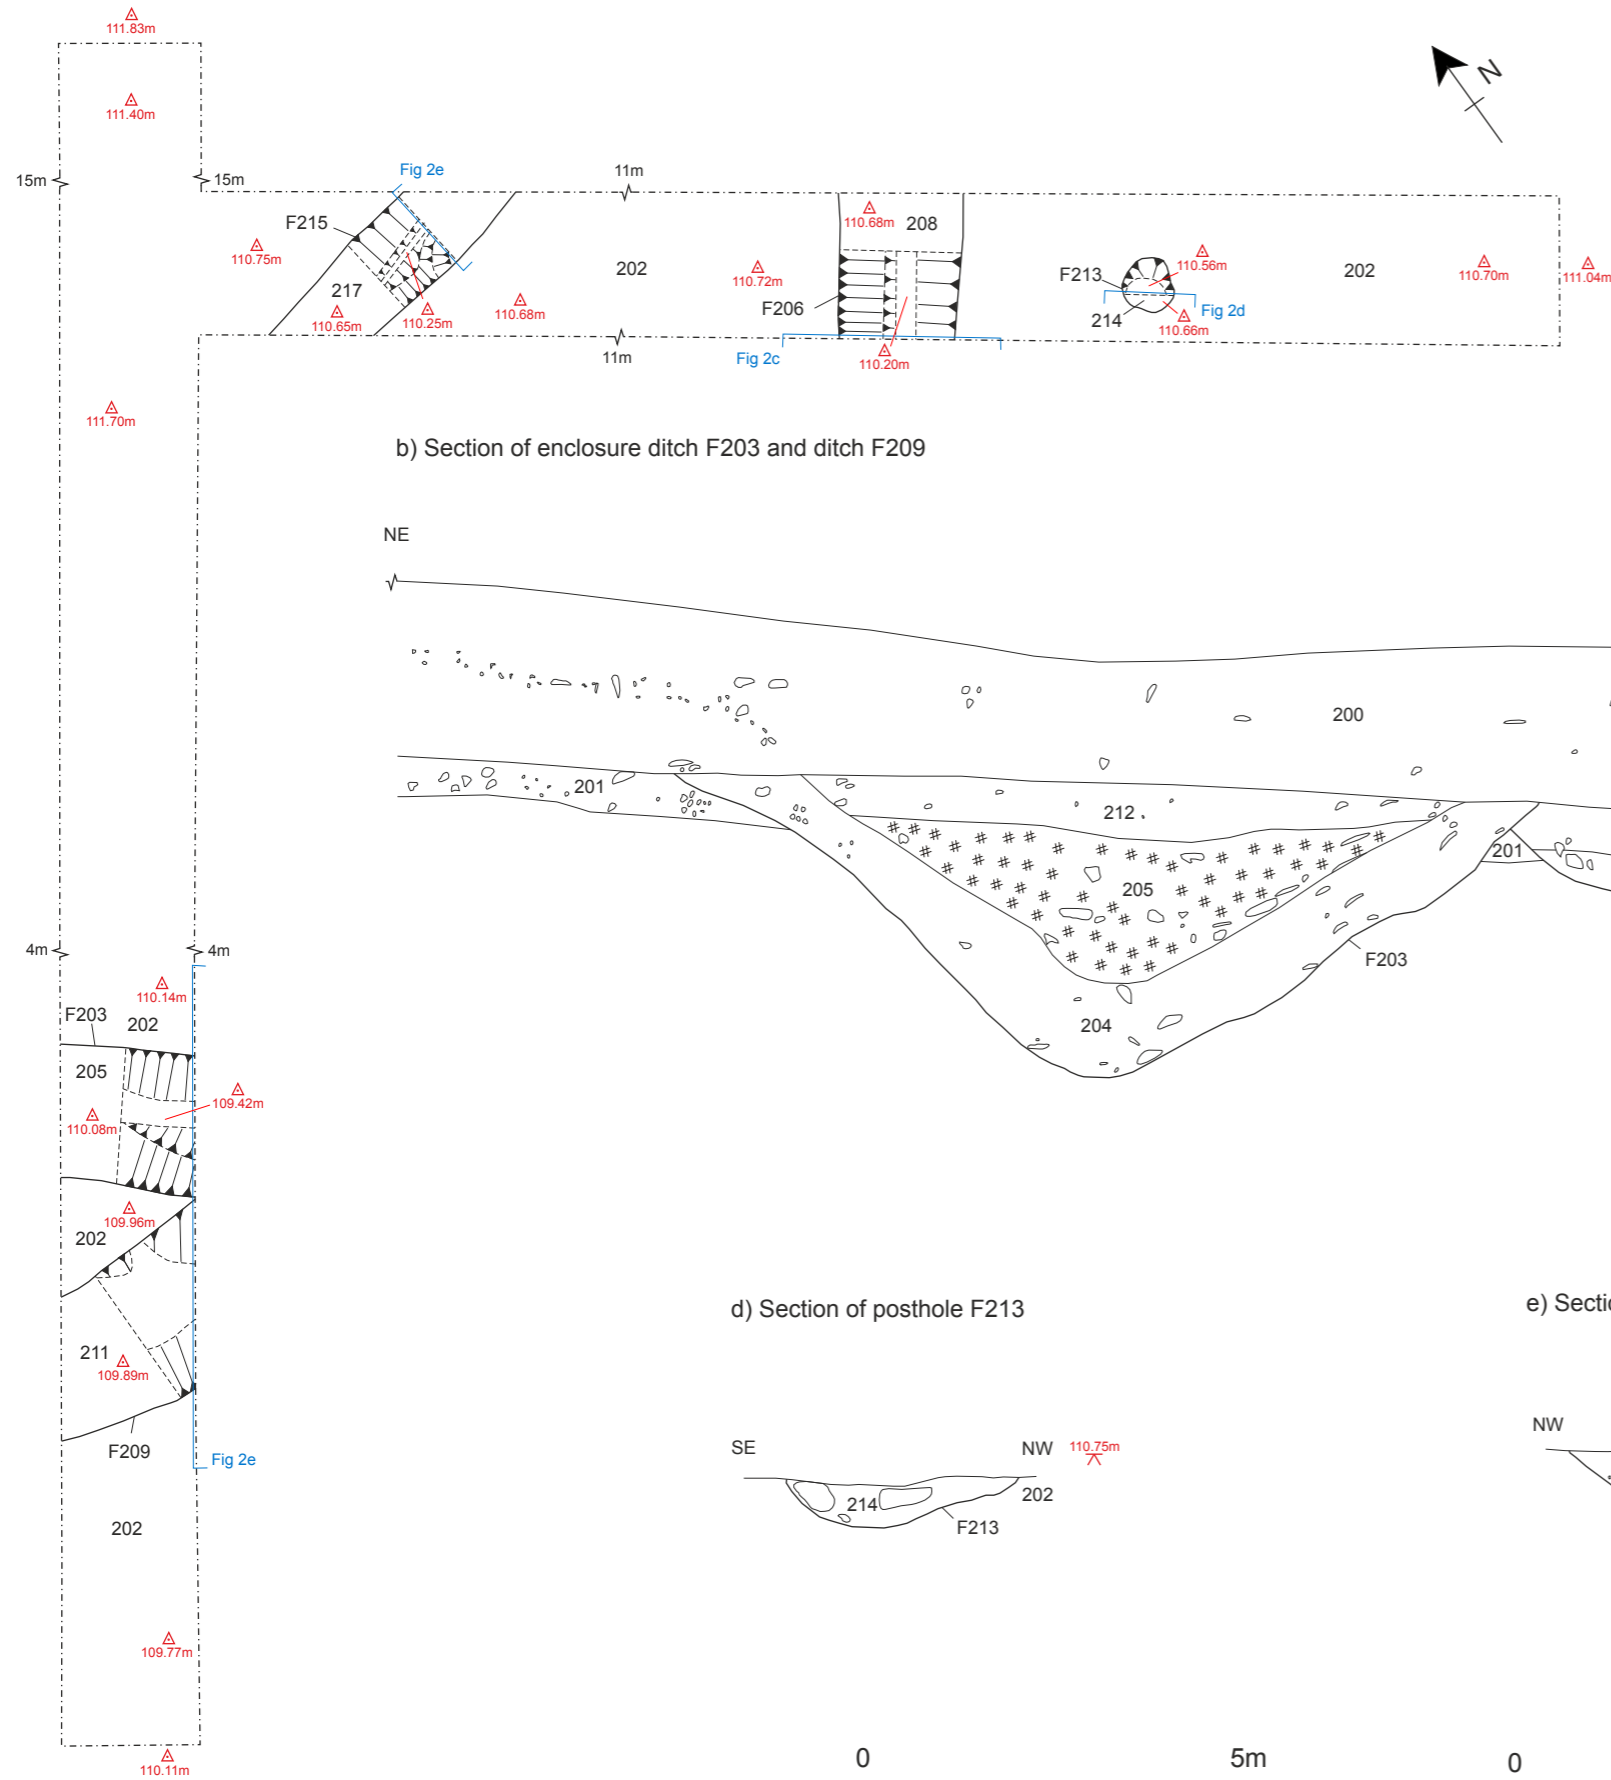 111.83m
111.40m
N
15m
15m
Fig 2e
11m
F215
110.68m
208
110.75m
202
110.72m
F213
110.56m
202
110.70m
111.04m
217
110.65m
110.25m
110.68m
F206
214
110.66m
Fig 2d
11m
Fig 2c
110.20m
111.70m
b) Section of enclosure ditch F203 and ditch F209
NE
200
201
212
201
205
F203
204
4m
4m
110.14m
F203
202
205
109.42m
110.08m
109.96m
202
211
109.89m
F209
Fig 2e
202
109.77m
110.11m
d) Section of posthole F213
e) Sectio
SE
NW
110.75m
214
202
F213
NW
0
5m
0